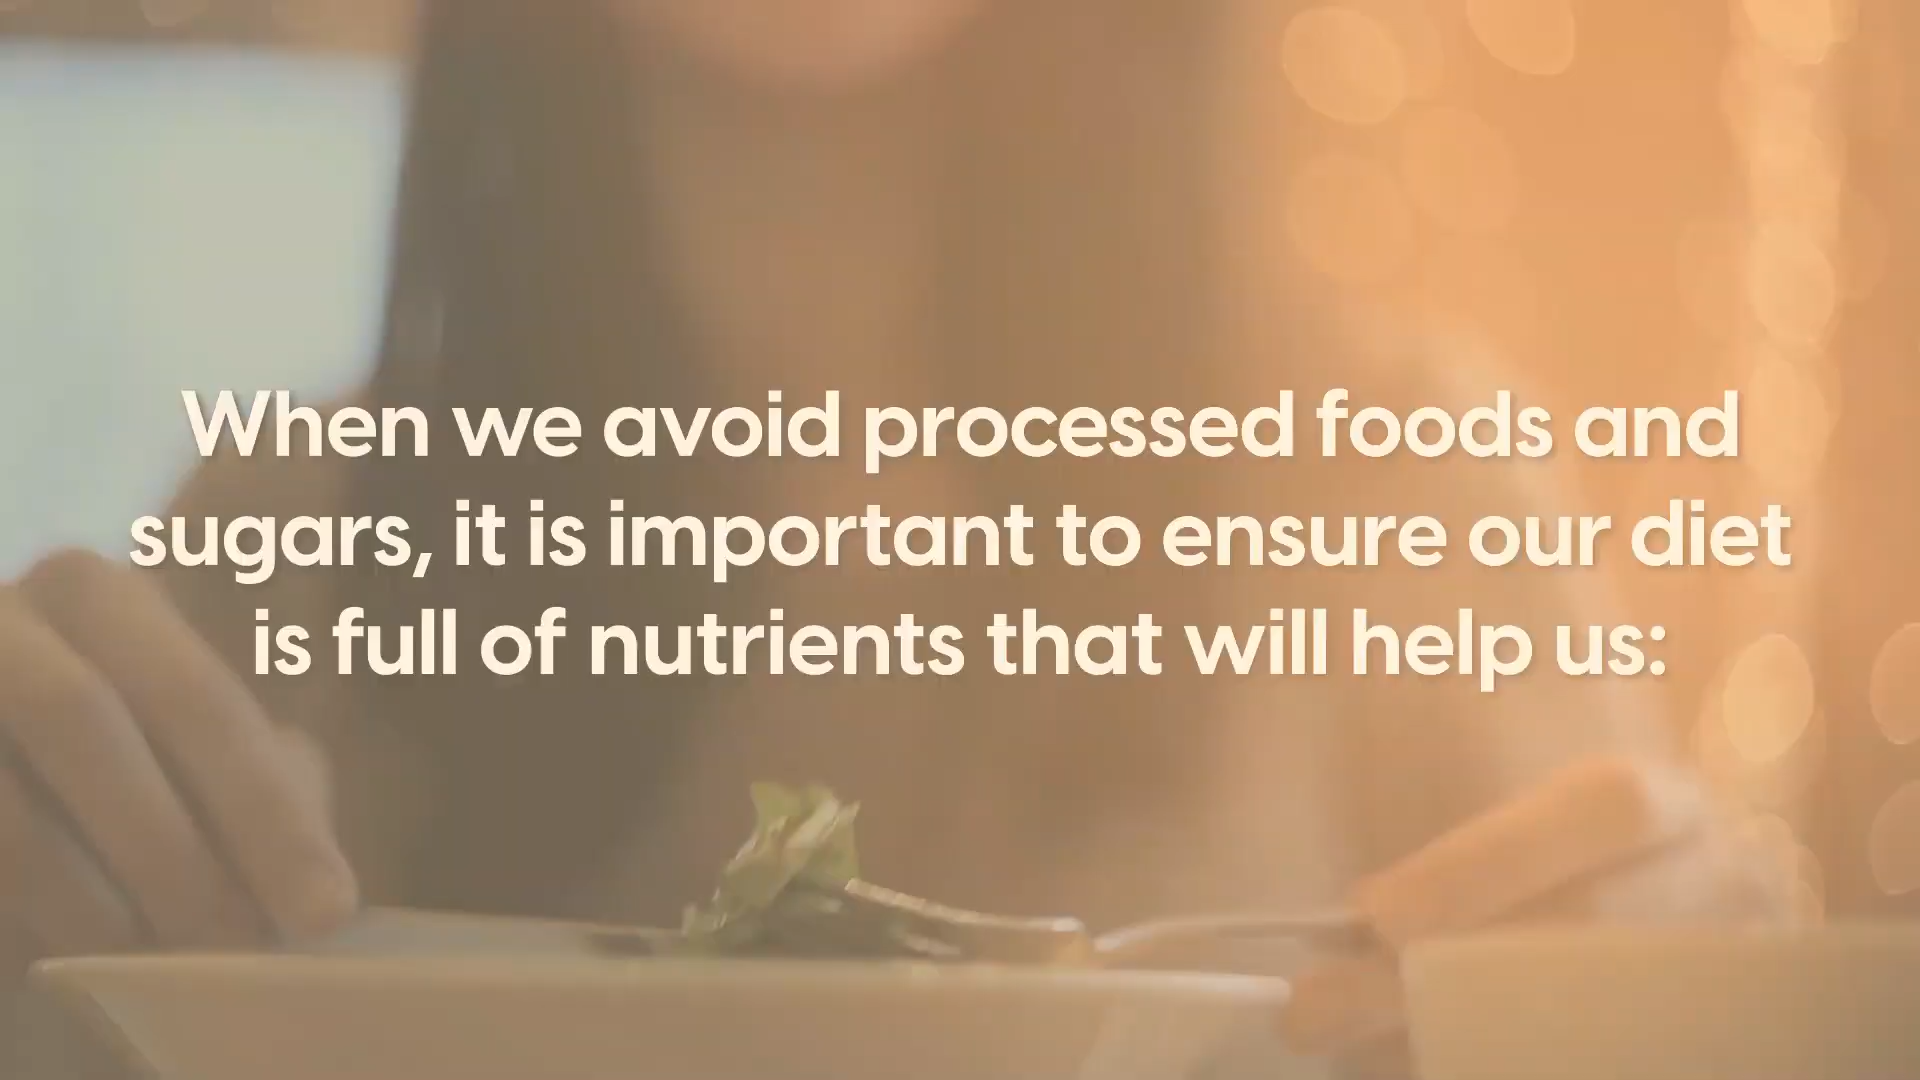 When we avoid processed foods and
sugars, it is important to ensure our diet
is full of nutrients that will help us: